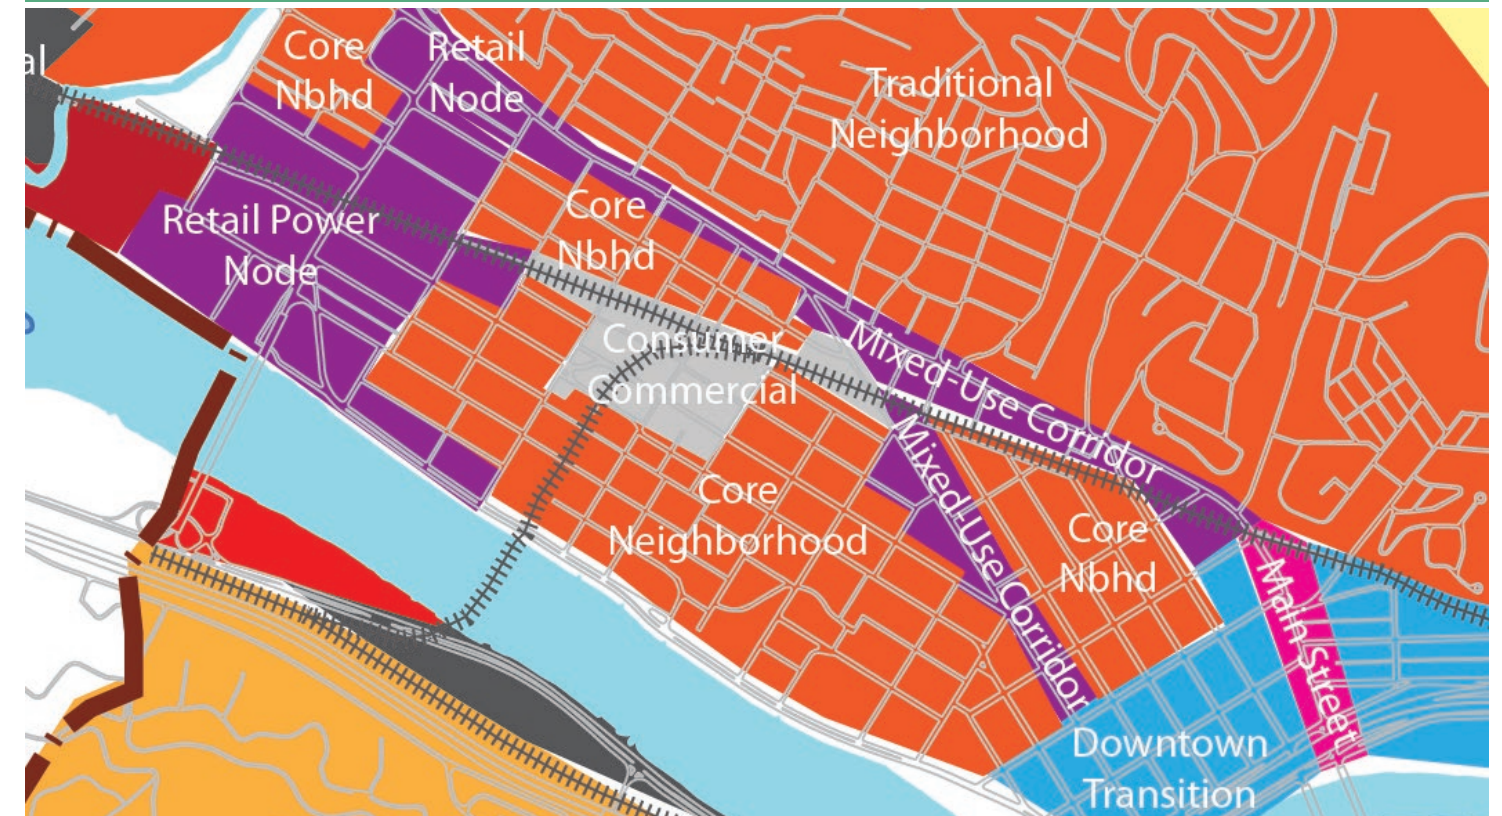 al
Core
Nbhd
Retail
Node
Traditional
Neighborhood
Retail Power
Node
Core
Nbhd
Consumer
Commercial
Mixed-Use Corridor
Mixed-Use Corridor
Core
Neighborhood
Core
Nbhd
Main Street
Downtown
Transition